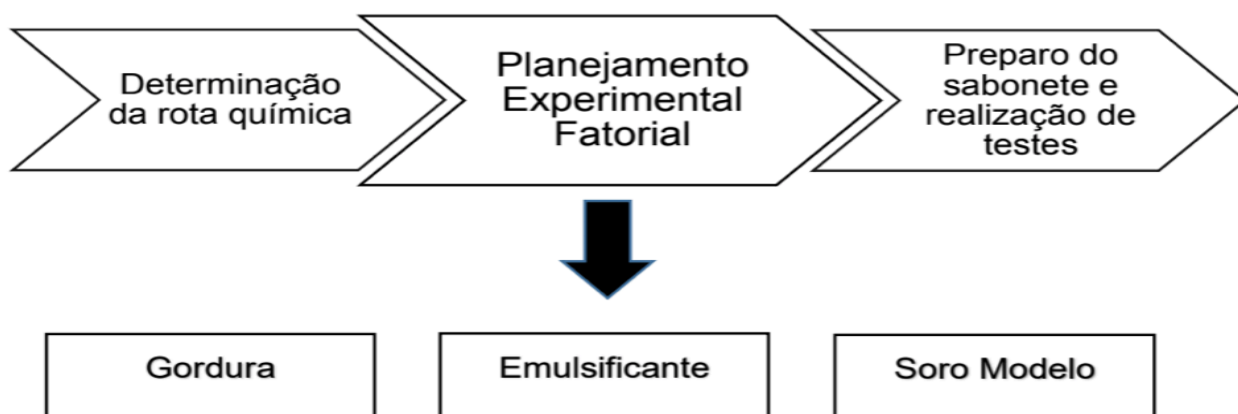 Determinação
da rota química
Planejamento
Experimental
Fatorial
Preparo do
sabonete e
realização de
testes
Gordura
Emulsificante
Soro Modelo